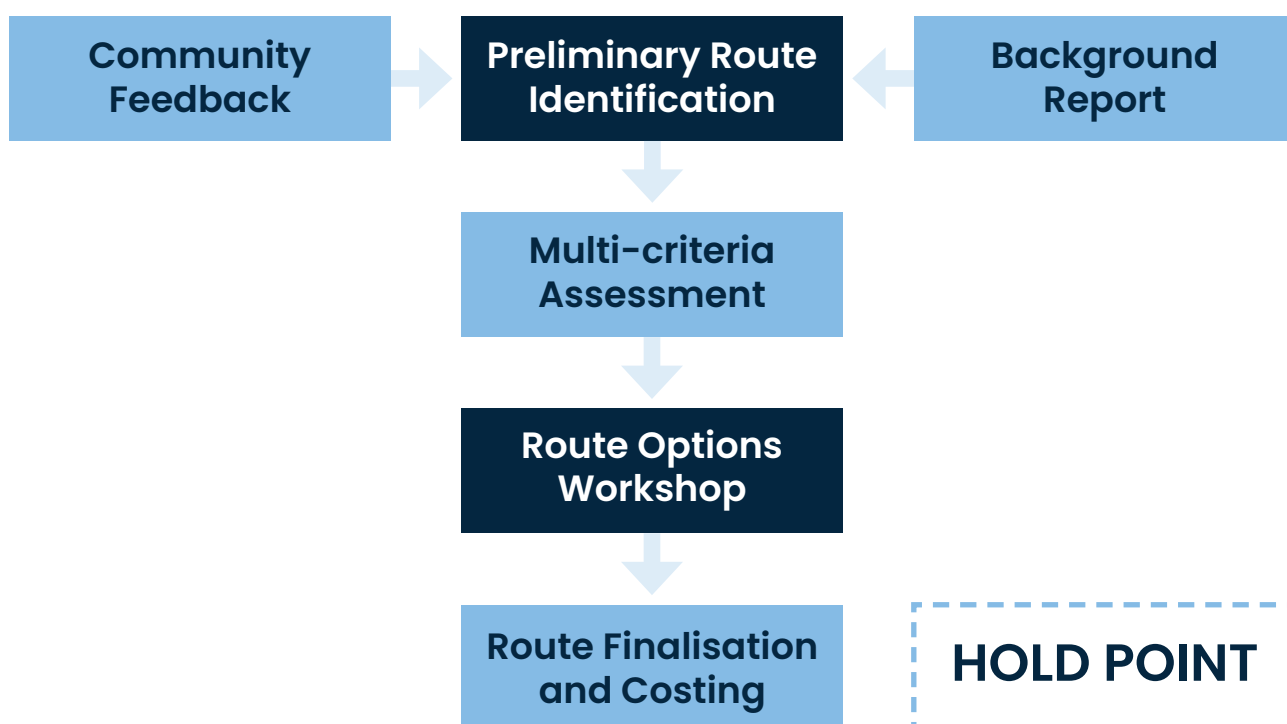 Community
Feedback
Preliminary Route
Identification
Background
Report
Multi-criteria
Assessment
Route Options
Workshop
Route Finalisation
and Costing
HOLD POINT